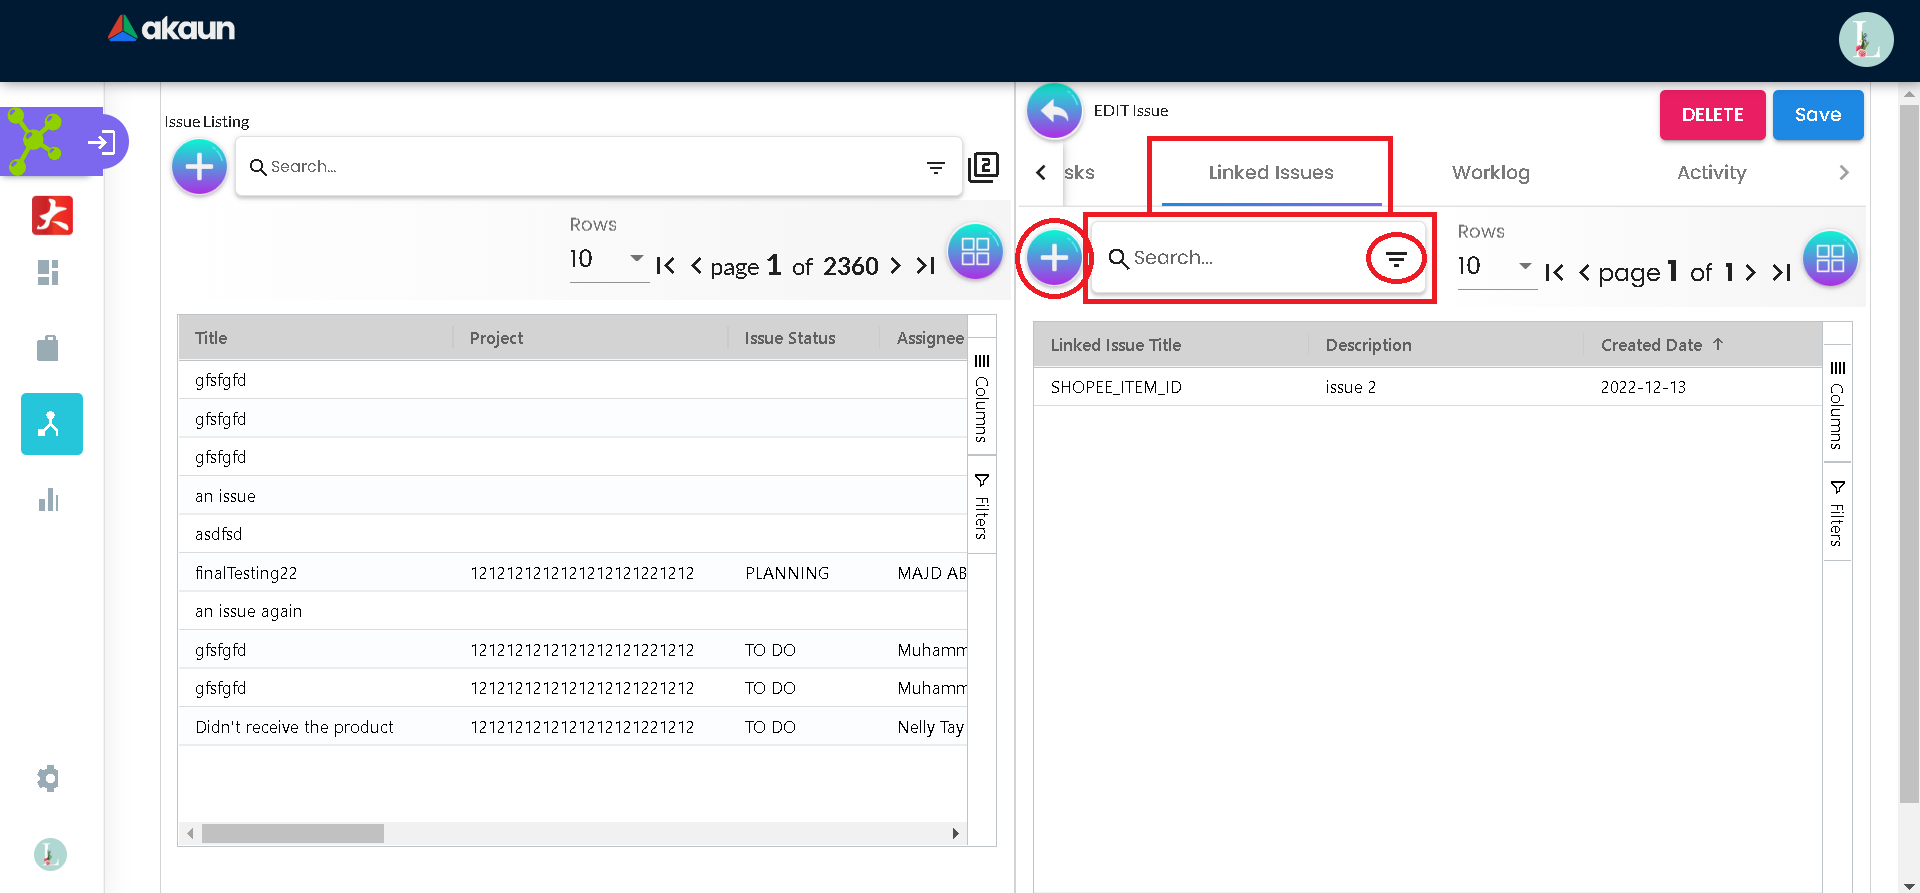 akaun
L
Issue Listing
Search...
2
Rows
10
page 1 of 2360
Title Project Issue Status Assignee
gfsfgfd
gfsfgfd
gfsfgfd
an issue
asdfsd
finalTesting22 1212121212121212121221212 PLANNING MAJD AB
an issue again
gfsfgfd 1212121212121212121221212 TO DO Muhamm
gfsfgfd 1212121212121212121221212 TO DO Muhamm
Didn't receive the product 1212121212121212121221212 TO DO Nelly Tay
Columns
Filters
EDIT Issue
DELETE
Save
sks Linked Issues Worklog Activity
Search...
Rows
10
page 1 of 1
Linked Issue Title Description Created Date
SHOPEE_ITEM_ID issue 2 2022-12-13
Columns
Filters
L